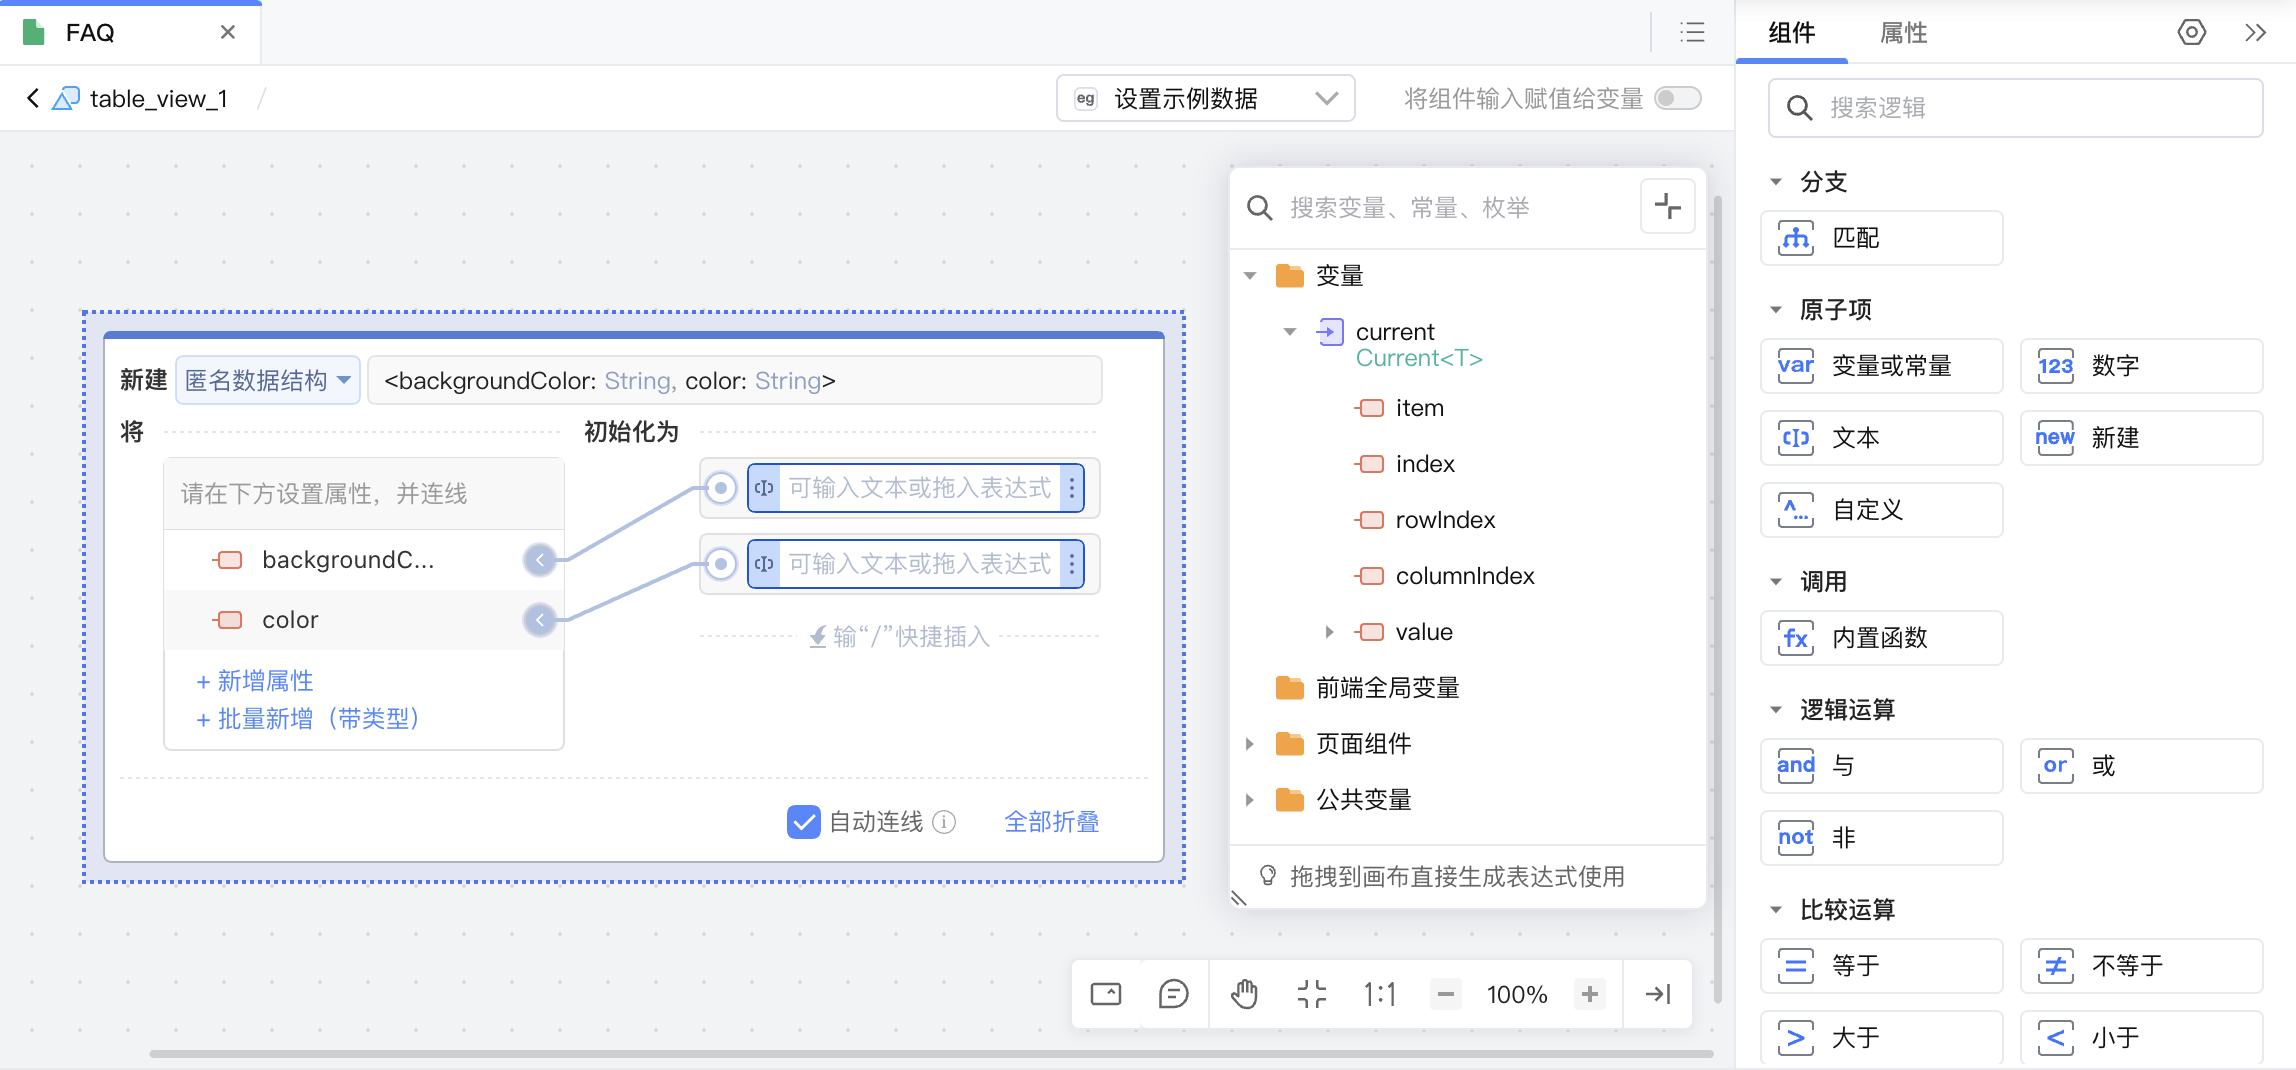 FAQ
table_view_1
/
eg 设置示例数据
将组件输入赋值给变量
新建 匿名数据结构 <backgroundColor: String, color: String>
将 初始化为
请在下方设置属性，并连线
backgroundC...
color
+ 新增属性
+ 批量新增（带类型）
可输入文本或拖入表达式
可输入文本或拖入表达式
输“/”快捷插入
自动连线
全部折叠
搜索变量、常量、枚举
变量
current
Current<T>
item
index
rowIndex
columnIndex
value
前端全局变量
页面组件
公共变量
拖拽到画布直接生成表达式使用
1:1
100%
组件 属性
搜索逻辑
分支
匹配
原子项
var 变量或常量
123 数字
文本
new 新建
自定义
调用
fx 内置函数
逻辑运算
and 与
or 或
not 非
比较运算
= 等于
≠ 不等于
> 大于
< 小于